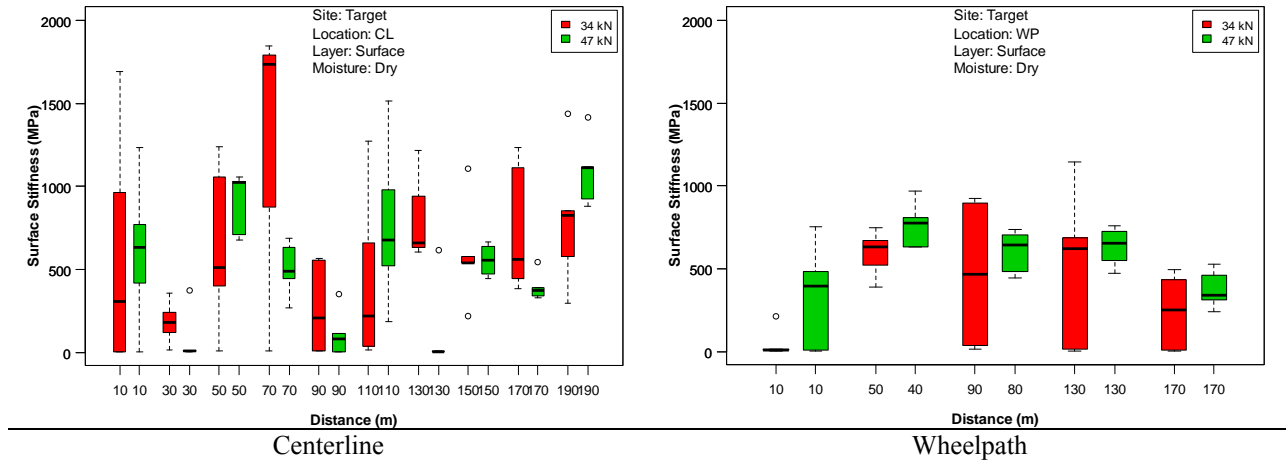 Surface Stiffness (MPa)
2000
1500
1000
500
0
Site: Target
Location: CL
Layer: Surface
Moisture: Dry
34 kN
47 kN
10 10 30 30 50 50 70 70 90 90 110 110 130 130 150 150 170 170 190 190
Distance (m)
Centerline
Surface Stiffness (MPa)
2000
1500
1000
500
0
Site: Target
Location: WP
Layer: Surface
Moisture: Dry
34 kN
47 kN
10 10 50 40 90 80 130 130 170 170
Distance (m)
Wheelpath